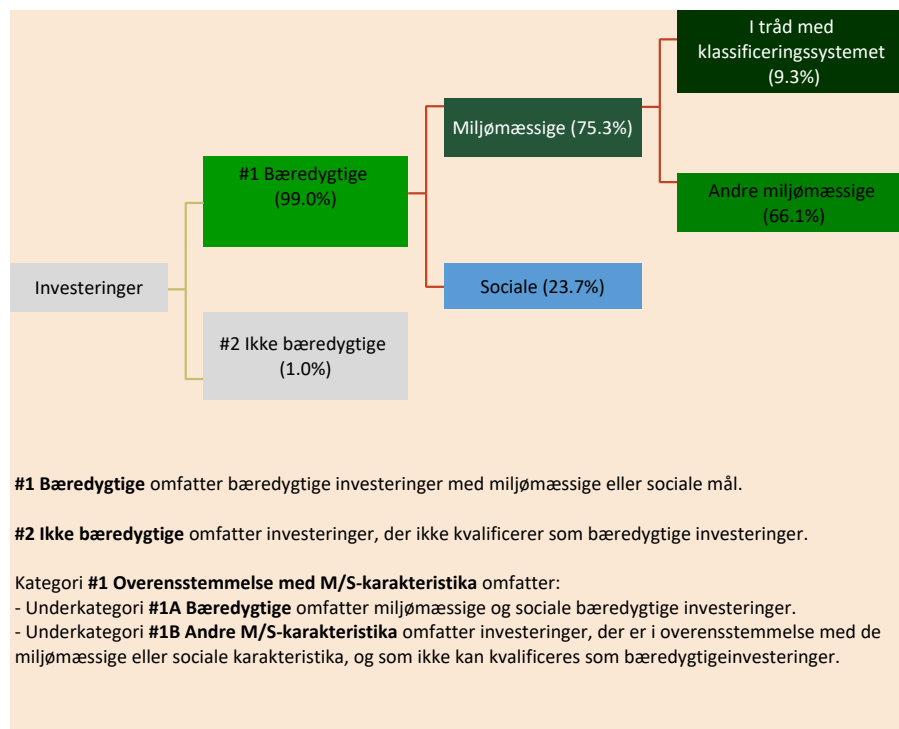 I tråd med
klassificeringssystemet
(9.3%)
Miljømæssige (75.3%)
#1 Bæredygtige
(99.0%)
Andre miljømæssige
(66.1%)
Investeringer
Sociale (23.7%)
#2 Ikke bæredygtige
(1.0%)
#1 Bæredygtige omfatter bæredygtige investeringer med miljømæssige eller sociale mål.
#2 Ikke bæredygtige omfatter investeringer, der ikke kvalificerer som bæredygtige investeringer.
Kategori #1 Overensstemmelse med M/S-karakteristika omfatter:
- Underkategori #1A Bæredygtige omfatter miljømæssige og sociale bæredygtige investeringer.
- Underkategori #1B Andre M/S-karakteristika omfatter investeringer, der er i overensstemmelse med de
miljømæssige eller sociale karakteristika, og som ikke kan kvalificeres som bæredygtigeinvesteringer.